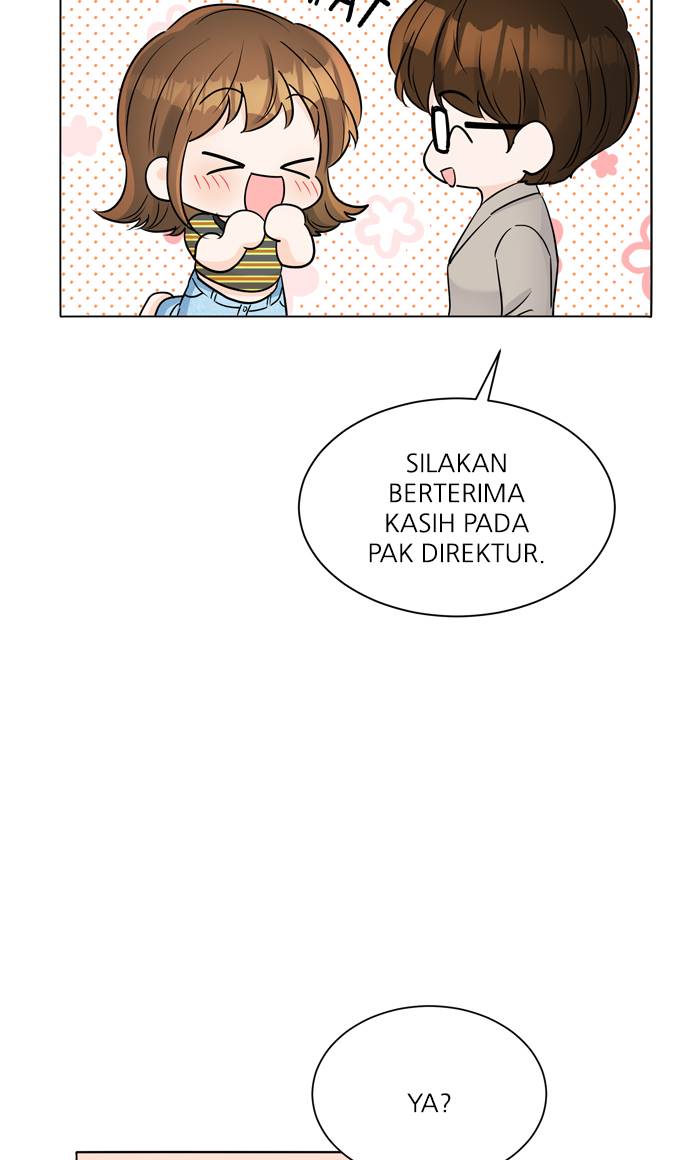 SILAKAN
BERTERIMA
KASIH PADA
PAK DIREKTUR.
YA?